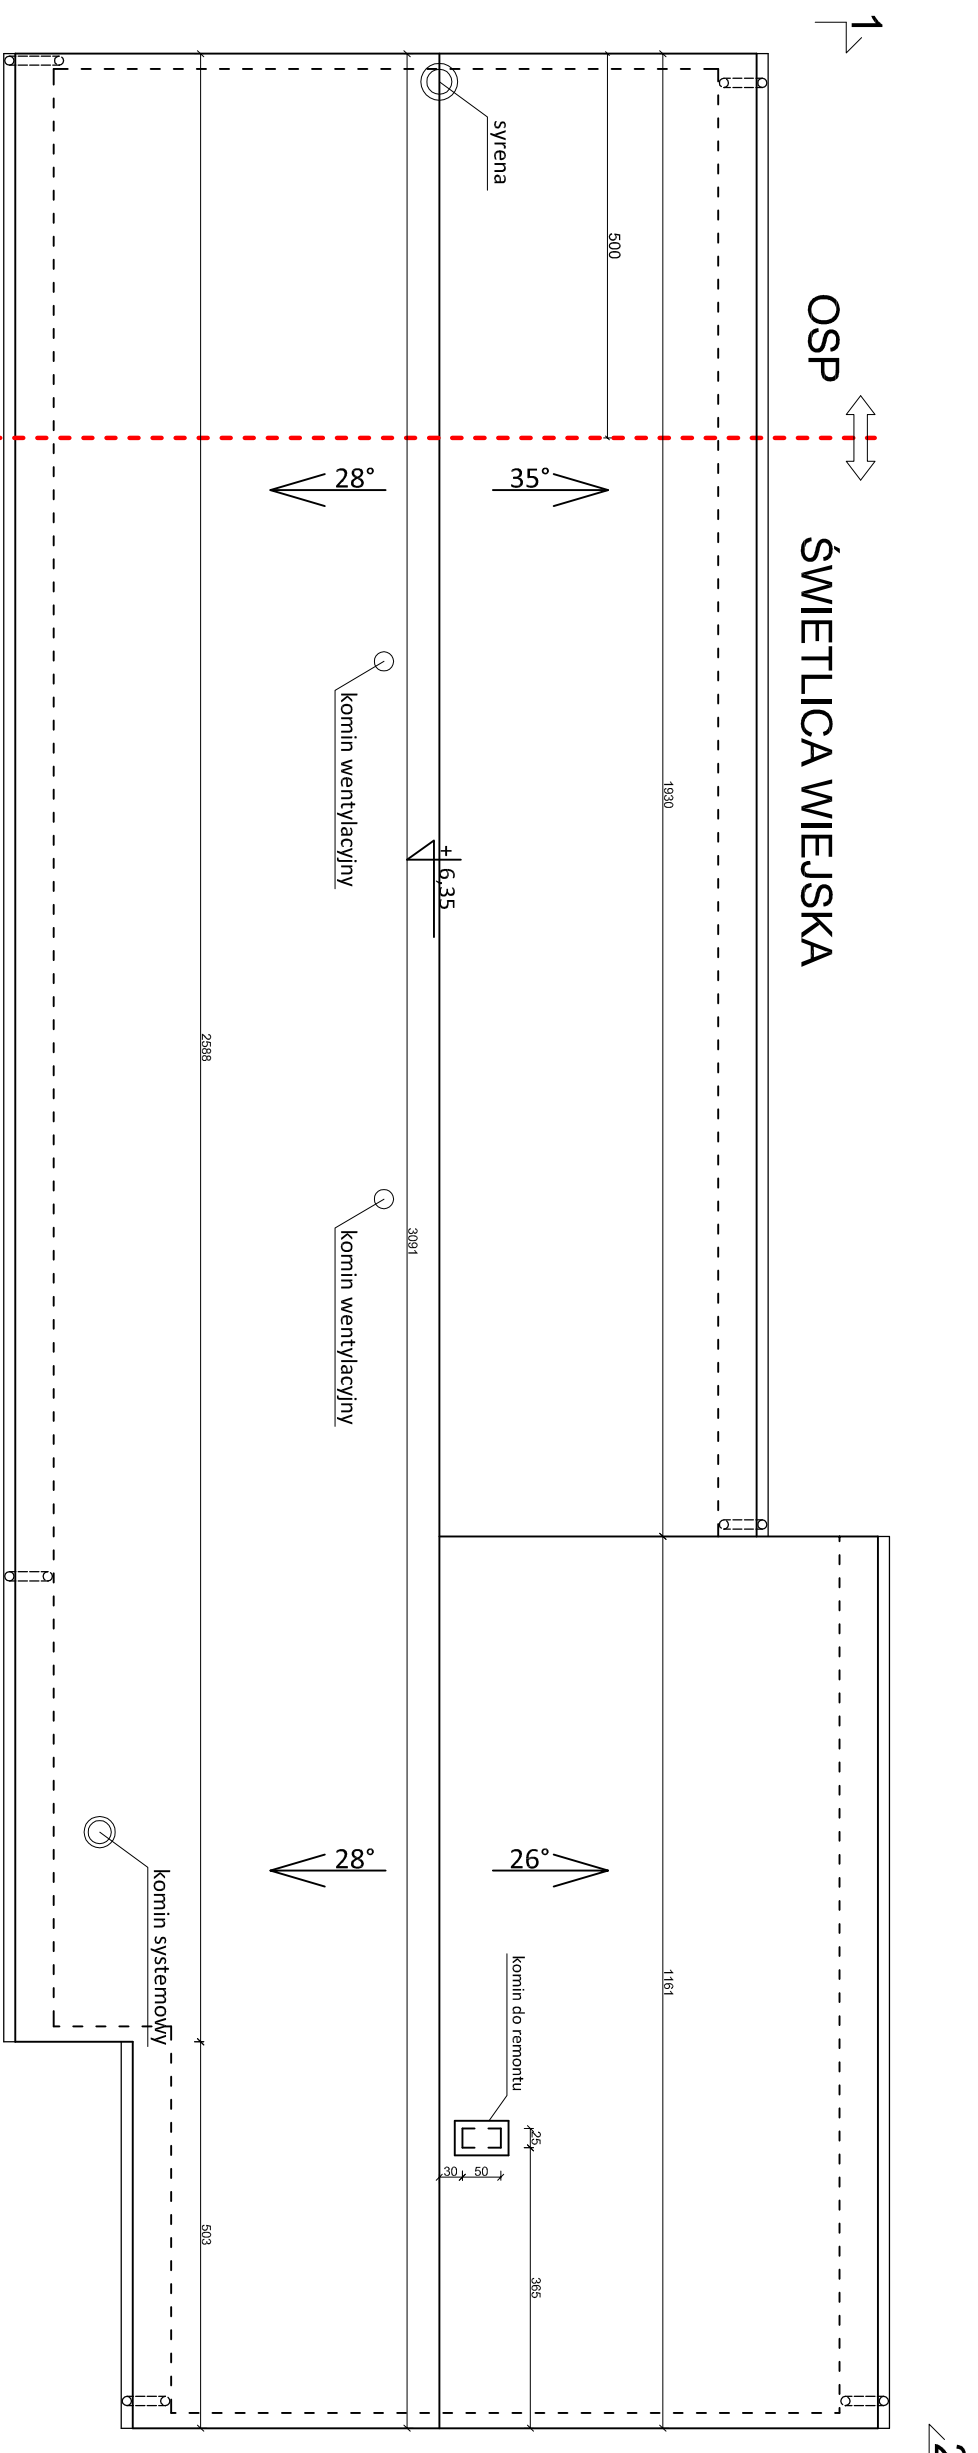 1
OSP
ŚWIETLICA WIEJSKA
syrena
500
35°
28°
1930
komin wentylacyjny
+ 6,35
2588
3091
komin wentylacyjny
28°
26°
komin systemowy
1161
komin do remontu
25
30
50
365
503